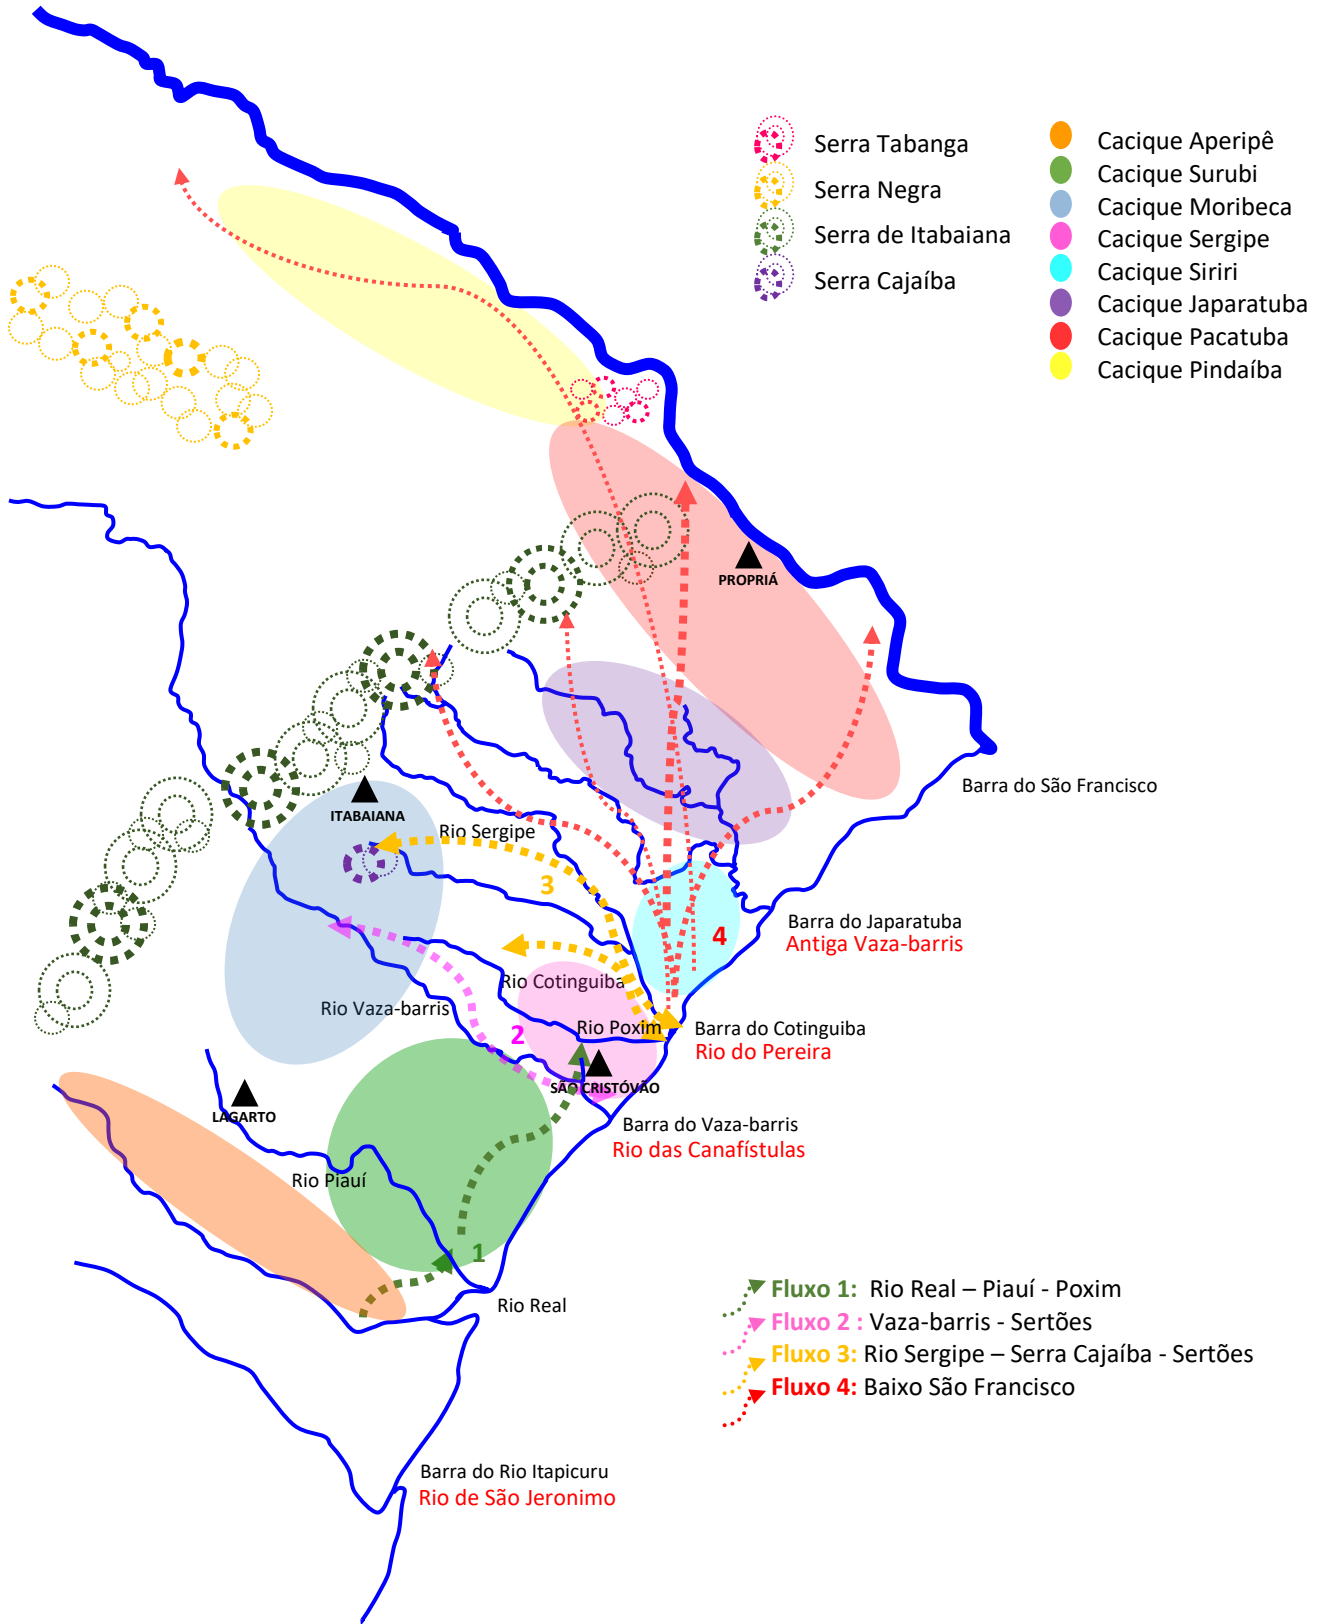 Serra Tabanga
Serra Negra
Serra de Itabaiana
Serra Cajaíba
Cacique Aperipê
Cacique Surubi
Cacique Moribeca
Cacique Sergipe
Cacique Siriri
Cacique Japaratuba
Cacique Pacatuba
Cacique Pindaíba
PROPRIÁ
Barra do São Francisco
ITABAIANA
Rio Sergipe
3
4
Barra do Japaratuba
Antiga Vaza-barris
Rio Cotinguiba
Rio Vaza-barris
2
Rio Poxim
Barra do Cotinguiba
Rio do Pereira
SÃO CRISTÓVÃO
LAGARTO
Barra do Vaza-barris
Rio das Canafístulas
Rio Piauí
1
Rio Real
Fluxo 1: Rio Real – Piauí - Poxim
Fluxo 2 : Vaza-barris - Sertões
Fluxo 3: Rio Sergipe – Serra Cajaíba - Sertões
Fluxo 4: Baixo São Francisco
Barra do Rio Itapicuru
Rio de São Jeronimo